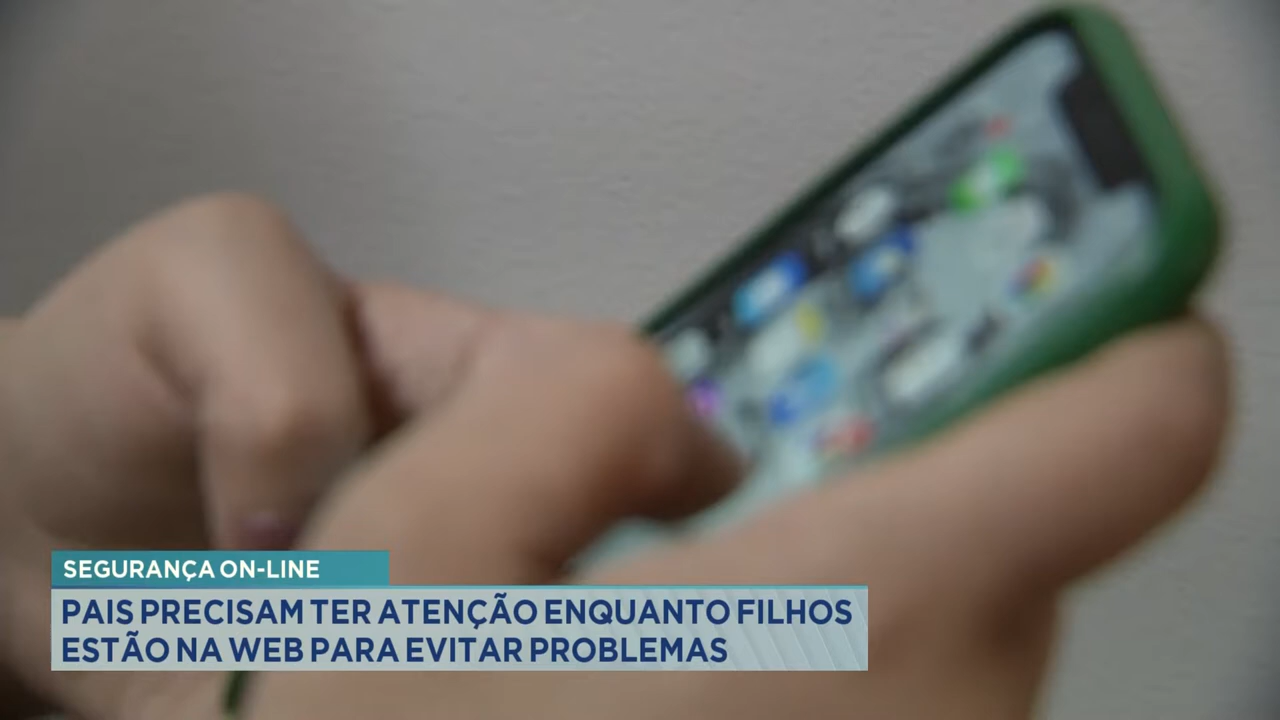 SEGURANÇA ON-LINE
PAIS PRECISAM TER ATENÇÃO ENQUANTO FILHOS
ESTÃO NA WEB PARA EVITAR PROBLEMAS